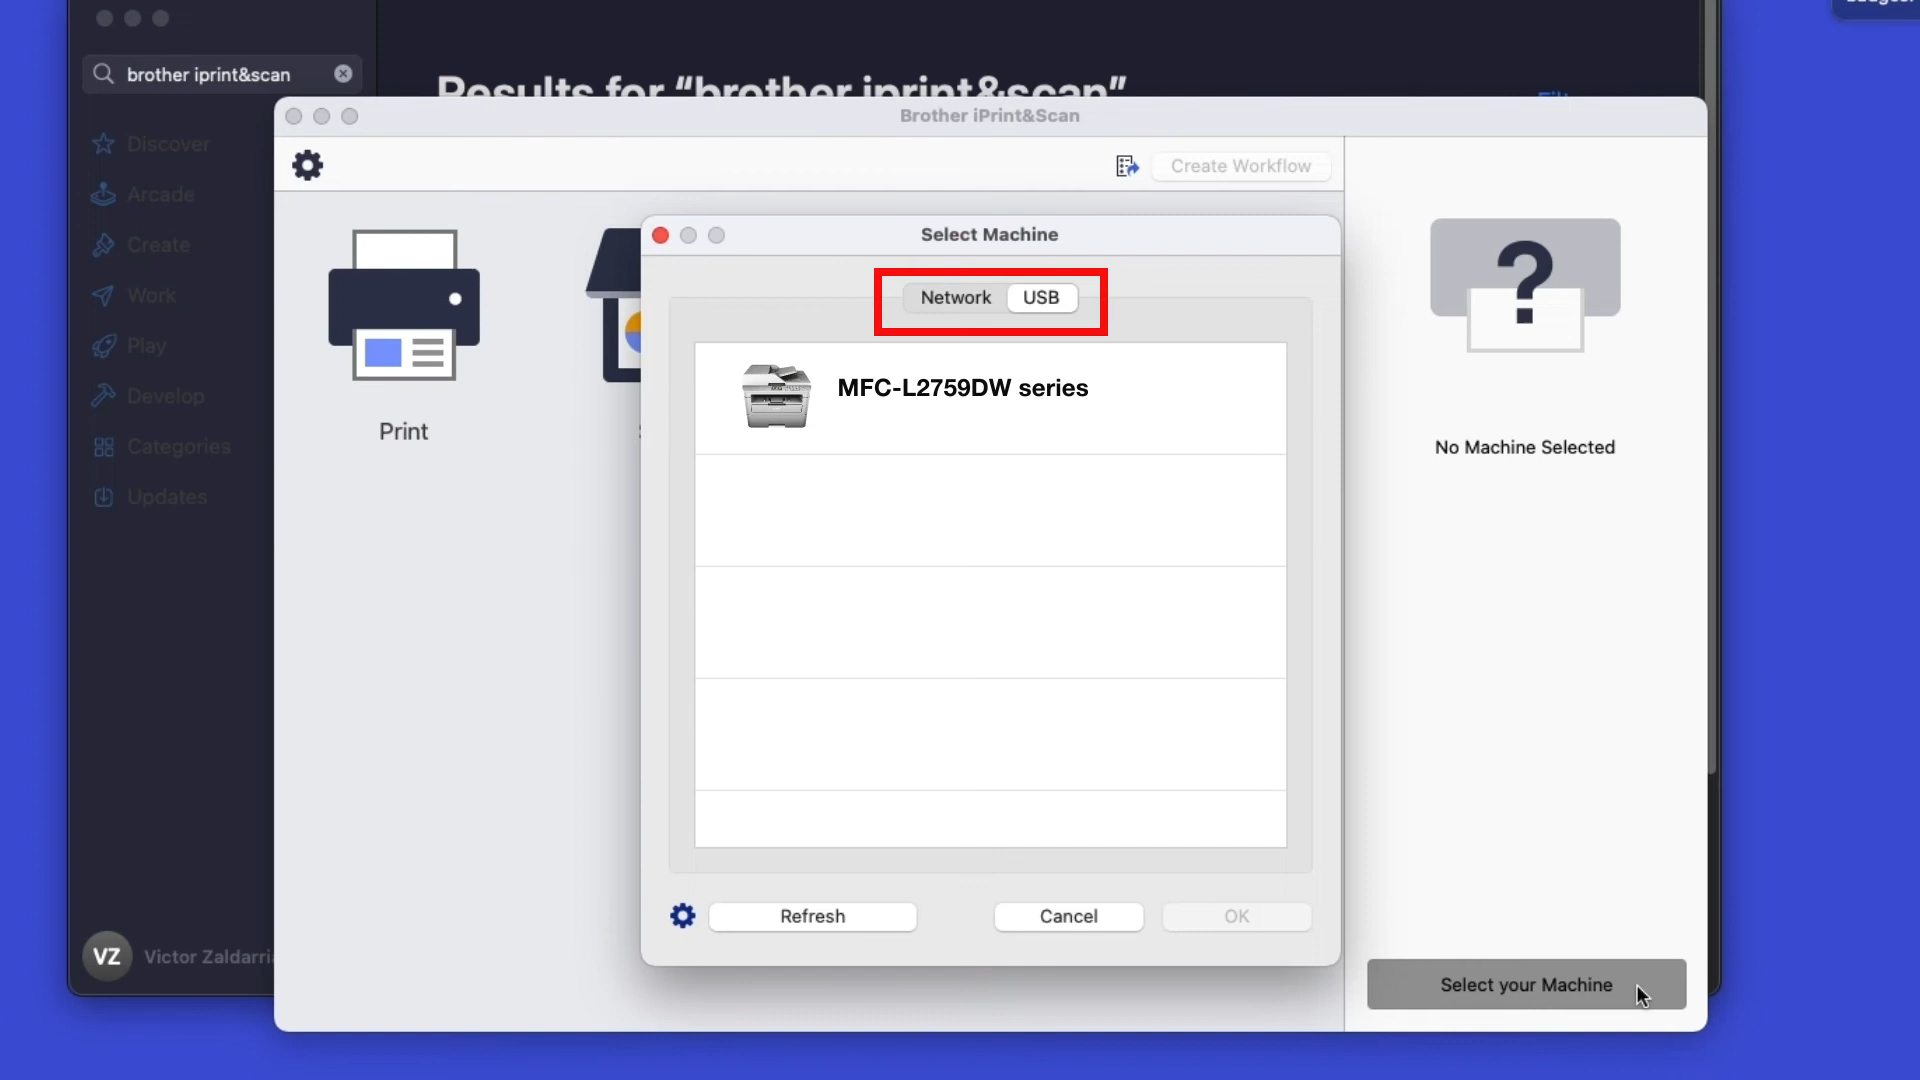 brother iprint&scan
Results for “brother iprint&scan”
Brother iPrint&Scan
Discover
Arcade
Create
Work
Play
Develop
Categories
Updates
Create Workflow
Select Machine
Network USB
MFC-L2759DW series
Print
No Machine Selected
Refresh
Cancel
OK
Select your Machine
VZ
Victor